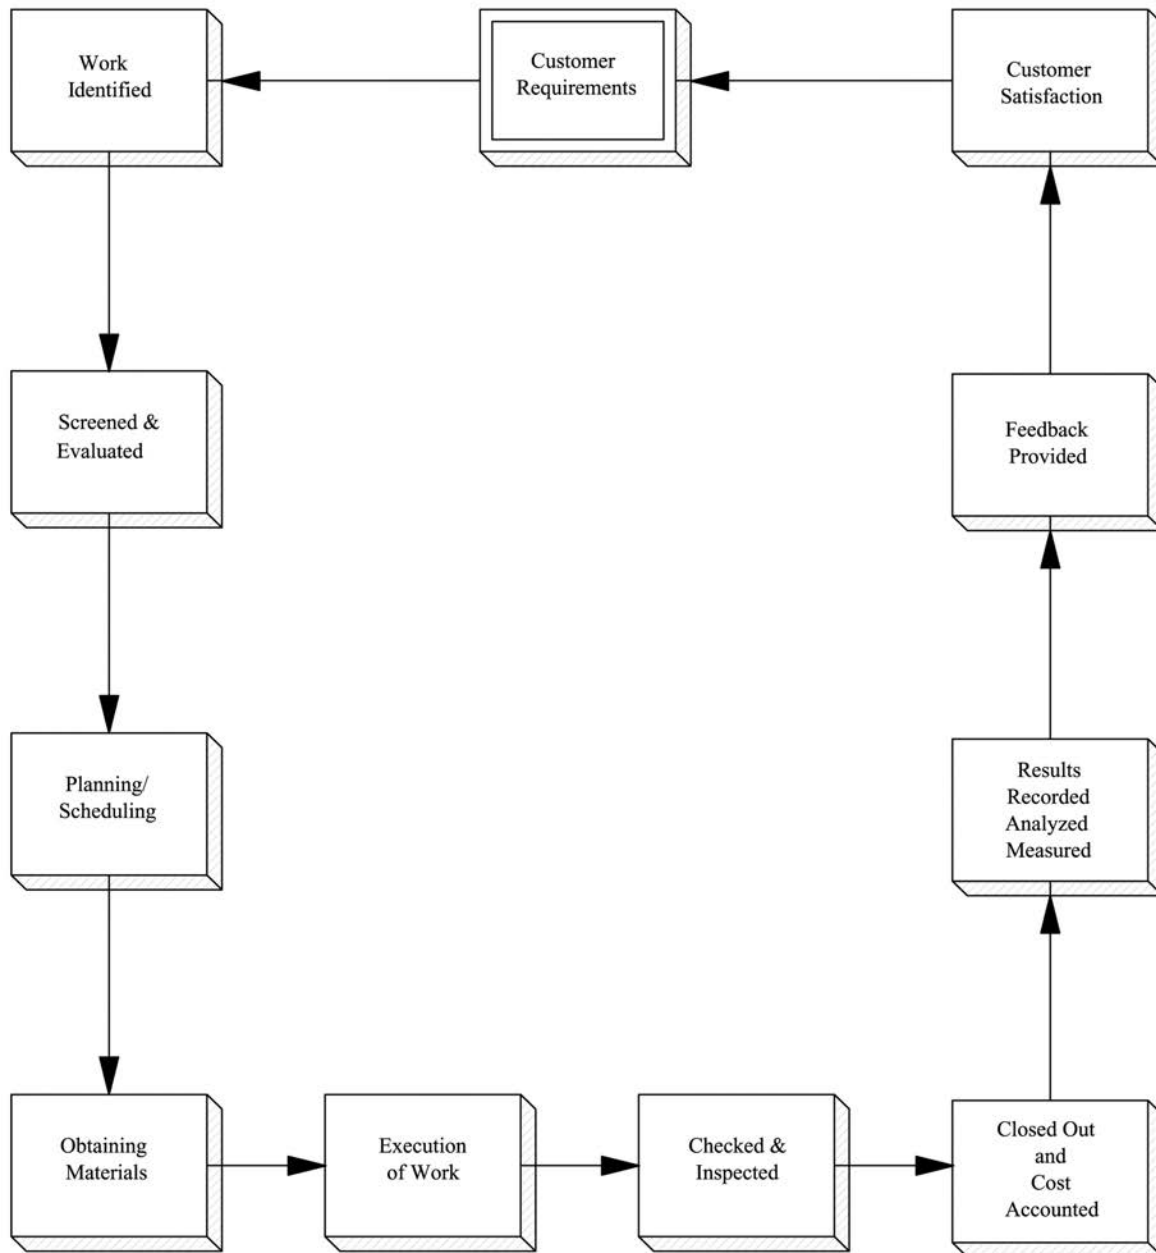 Work
Identified
Customer
Requirements
Customer
Satisfaction
Screened &
Evaluated
Feedback
Provided
Planning/
Scheduling
Results
Recorded
Analyzed
Measured
Obtaining
Materials
Execution
of Work
Checked &
Inspected
Closed Out
and
Cost
Accounted